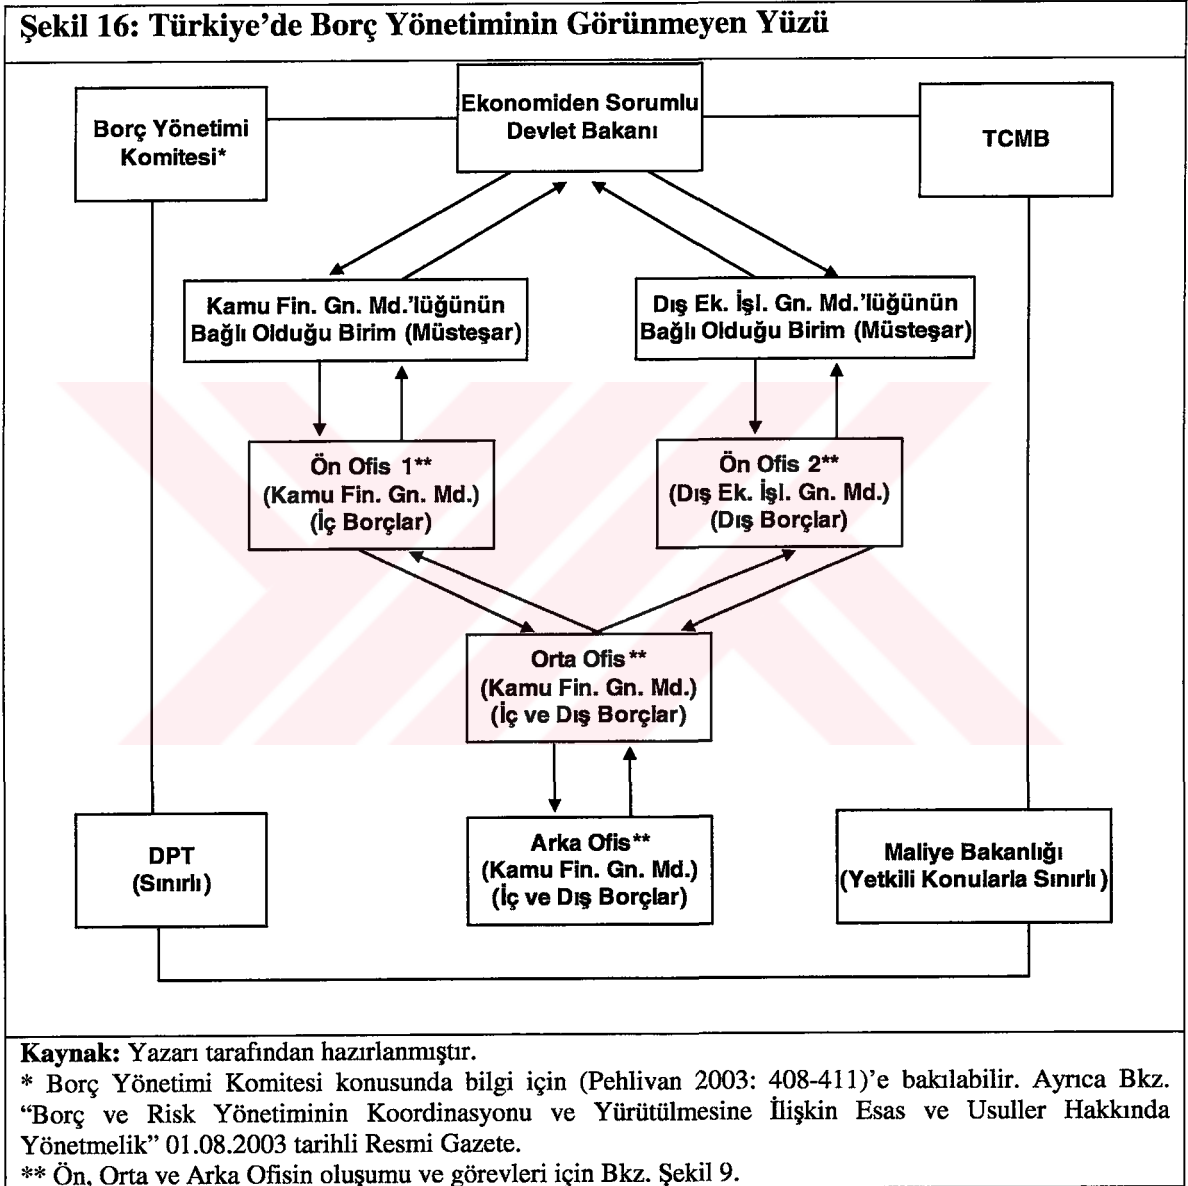 Şekil 16: Türkiye’de Borç Yönetiminin Görünmeyen Yüzü
Borç Yönetimi
Komitesi*
Ekonomiden Sorumlu
Devlet Bakanı
TCMB
Kamu Fin. Gn. Md.’lüğünün
Bağlı Olduğu Birim (Müsteşar)
Dış Ek. İşl. Gn. Md.’lüğünün
Bağlı Olduğu Birim (Müsteşar)
Ön Ofis 1**
(Kamu Fin. Gn. Md.)
(İç Borçlar)
Ön Ofis 2**
(Dış Ek. İşl. Gn. Md.)
(Dış Borçlar)
Orta Ofis**
(Kamu Fin. Gn. Md.)
(İç ve Dış Borçlar)
DPT
(Sınırlı)
Arka Ofis**
(Kamu Fin. Gn. Md.)
(İç ve Dış Borçlar)
Maliye Bakanlığı
(Yetkili Konularla Sınırlı)
Kaynak: Yazarı tarafından hazırlanmıştır.
* Borç Yönetimi Komitesi konusunda bilgi için (Pehlivan 2003: 408-411)’e bakılabilir. Ayrıca Bkz.
“Borç ve Risk Yönetiminin Koordinasyonu ve Yürütülmesine İlişkin Esas ve Usuller Hakkında
Yönetmelik” 01.08.2003 tarihli Resmi Gazete.
** Ön, Orta ve Arka Ofisin oluşumu ve görevleri için Bkz. Şekil 9.